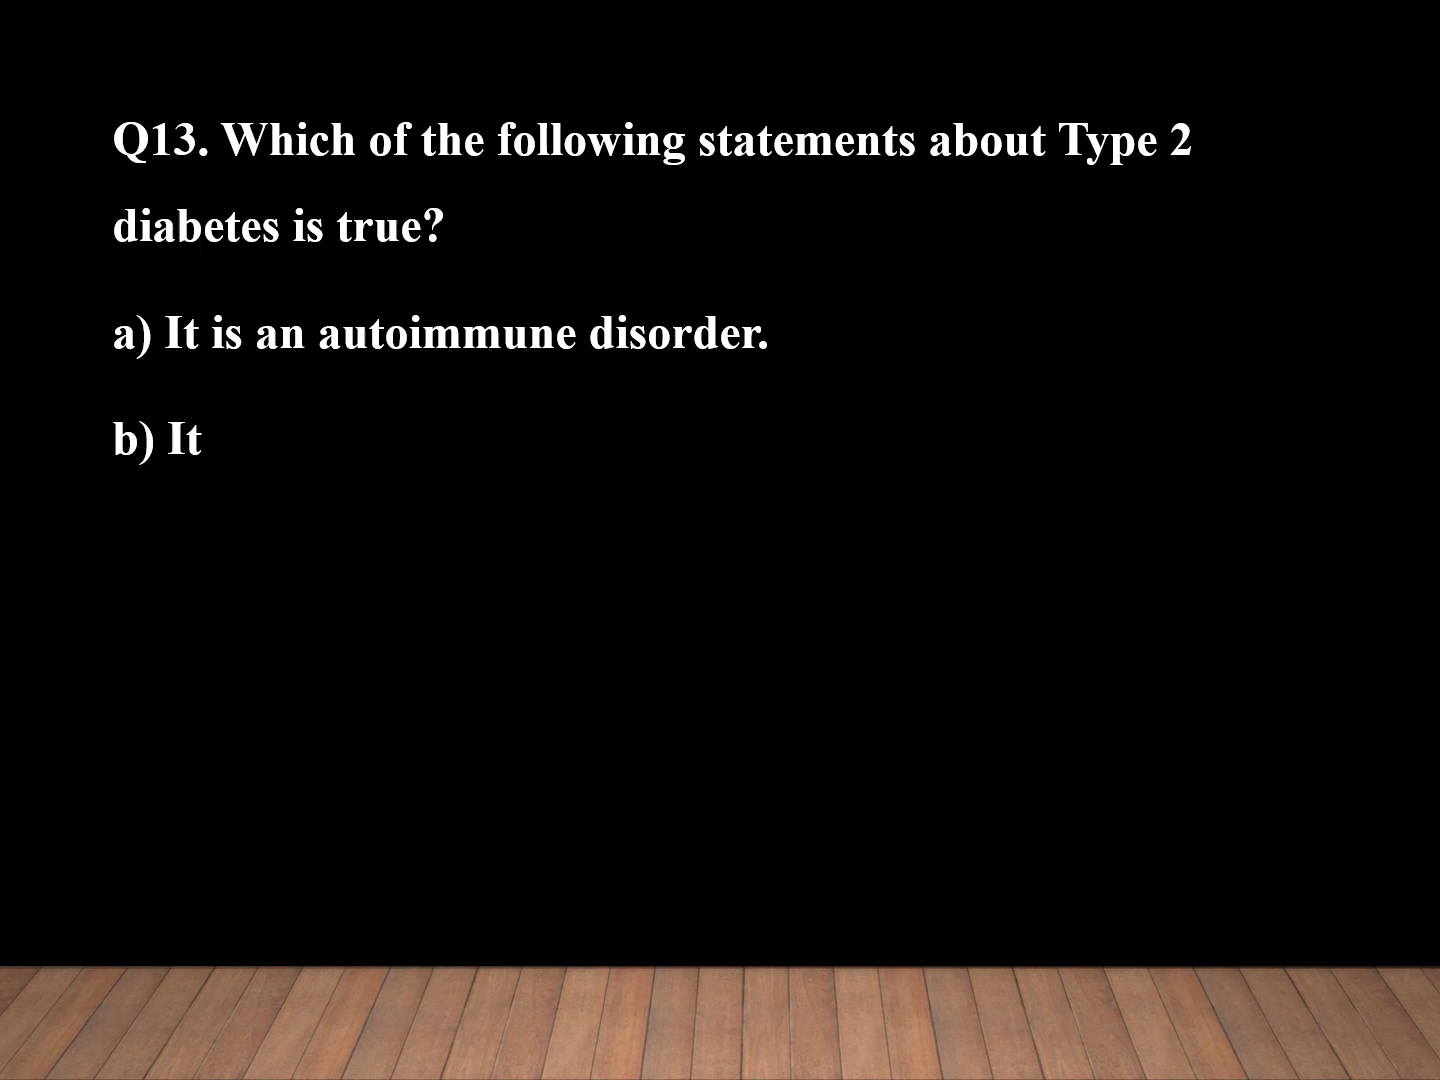 Q13. Which of the following statements about Type 2
diabetes is true?
a) It is an autoimmune disorder.
b) It